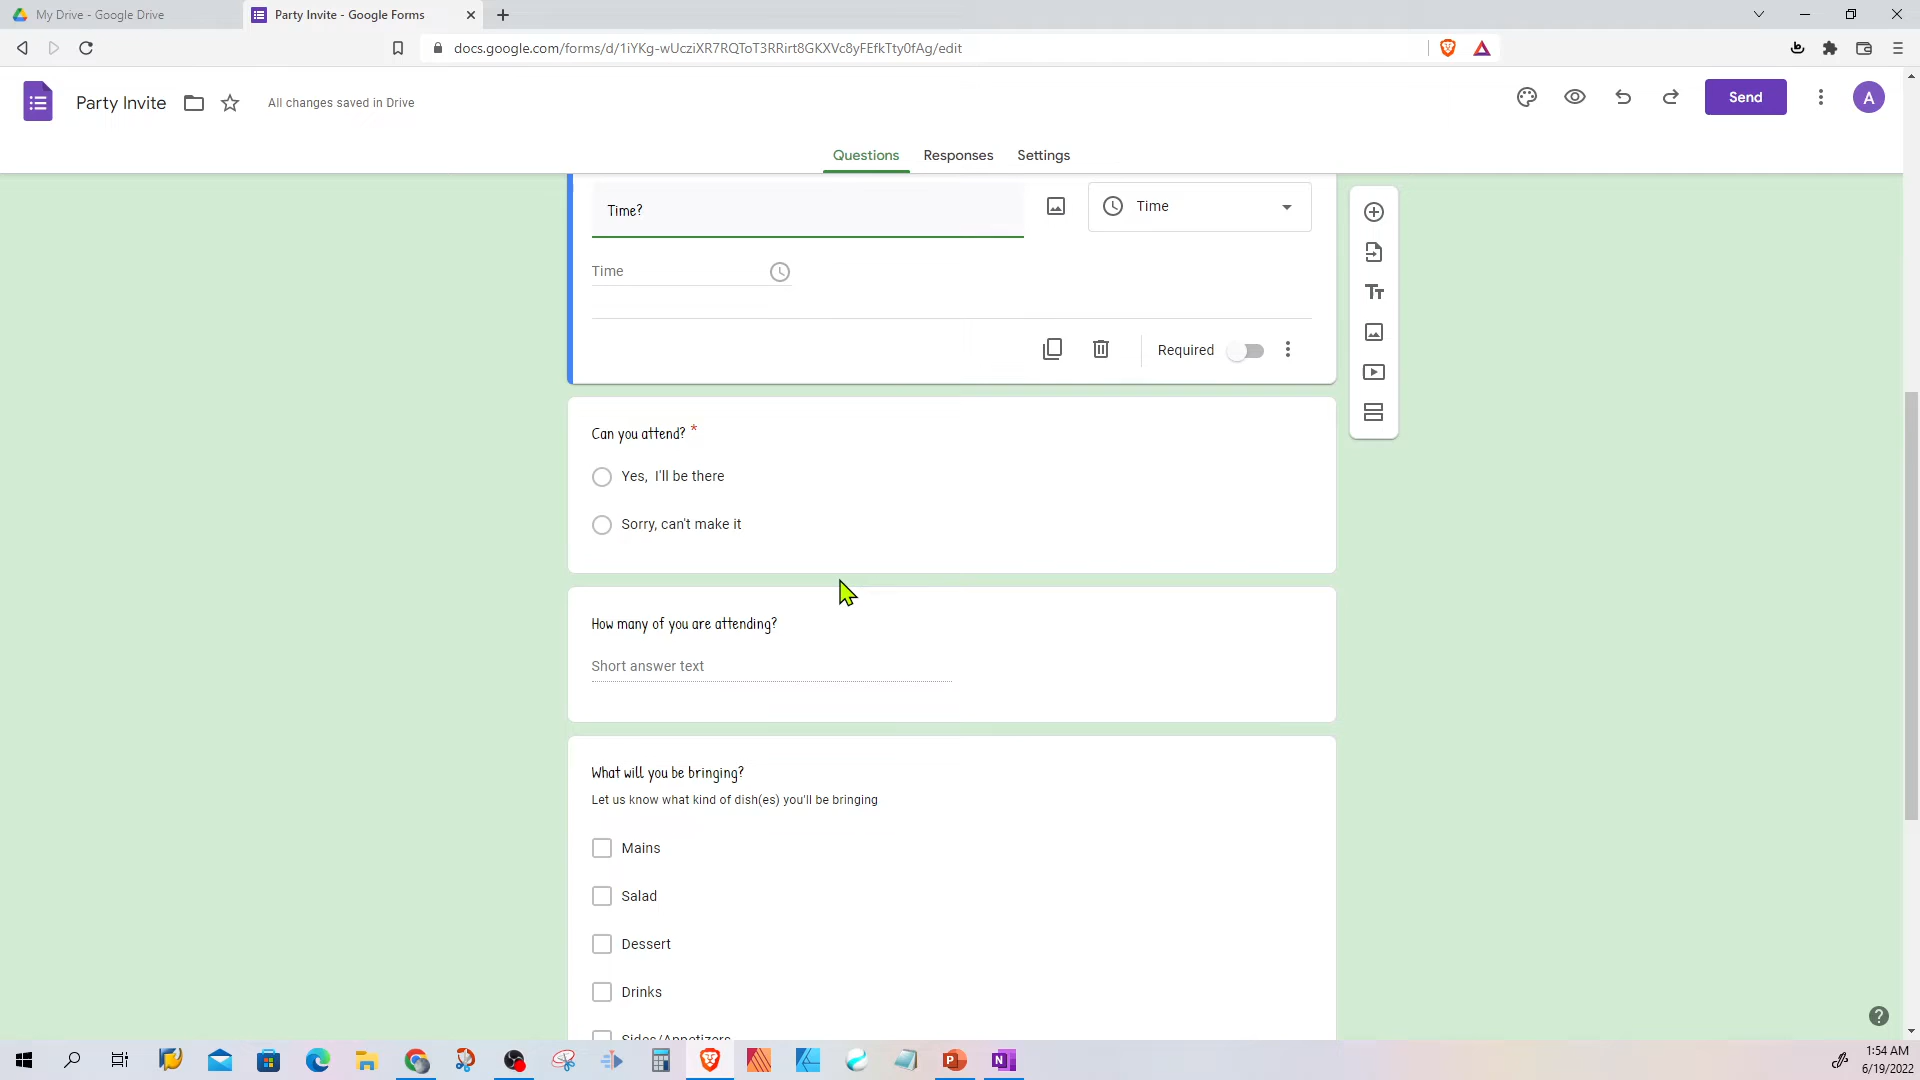 My Drive - Google Drive
Party Invite - Google Forms
docs.google.com/forms/d/1iYKg-wUcziXR7RQToT3RRirt8GKXVc8yFEfkTty0fAg/edit
Party Invite
All changes saved in Drive
Send
A
Questions
Responses
Settings
Time?
Time
Time
Required
Can you attend? *
Yes, I'll be there
Sorry, can't make it
How many of you are attending?
Short answer text
What will you be bringing?
Let us know what kind of dish(es) you'll be bringing
Mains
Salad
Dessert
Drinks
Sides/Appetizers
1:54 AM
6/19/2022